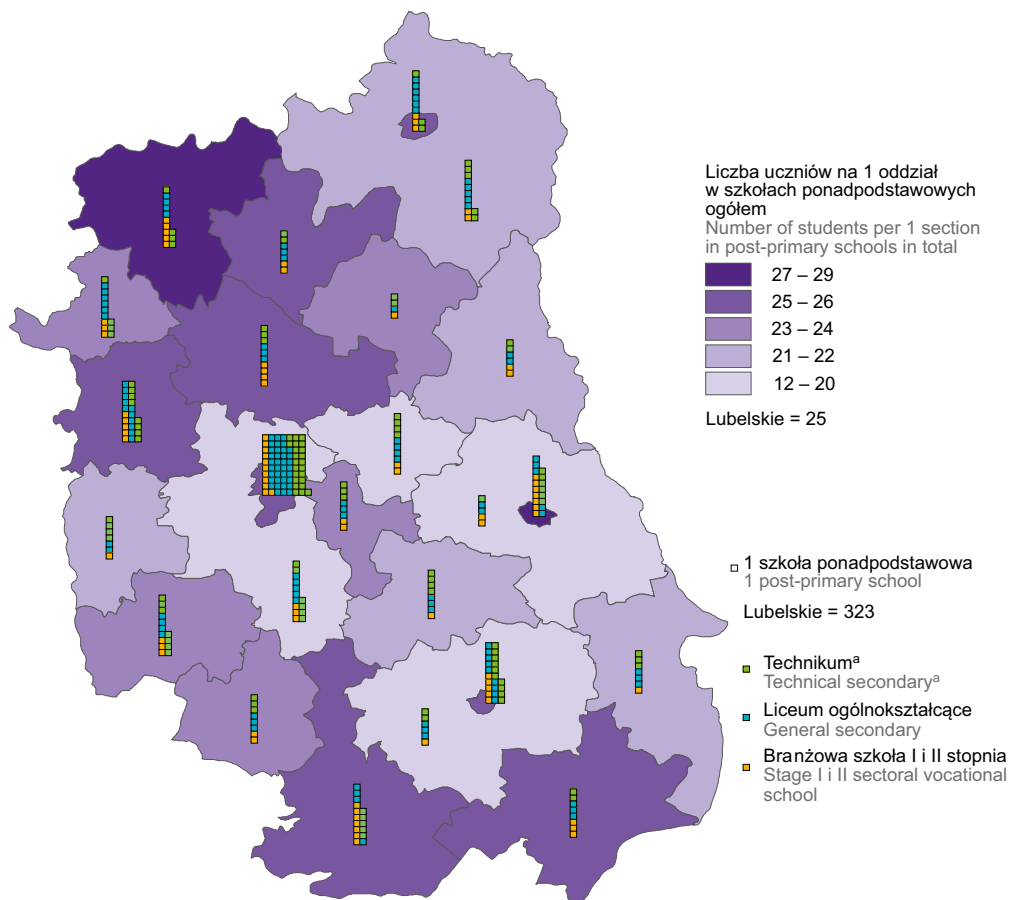 Liczba uczniów na 1 oddział
w szkołach ponadpodstawowych
ogółem
Number of students per 1 section
in post-primary schools in total
27 – 29
25 – 26
23 – 24
21 – 22
12 – 20
Lubelskie = 25
1 szkoła ponadpodstawowa
1 post-primary school
Lubelskie = 323
Technikumª
Technical secondaryª
Liceum ogólnokształcące
General secondary
Branżowa szkoła I i II stopnia
Stage I i II sectoral vocational
school